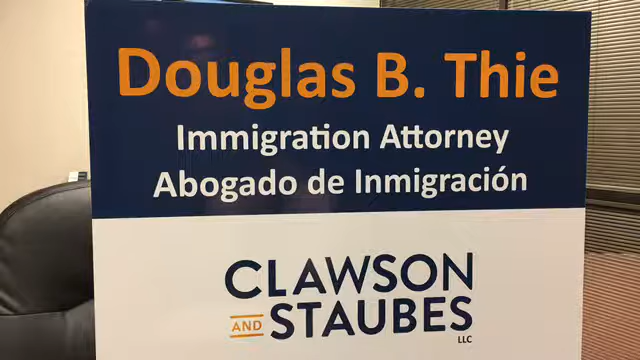 Douglas B. Thie
Immigration Attorney
Abogado de Inmigración
CLAWSON
AND STAUBES
LLC